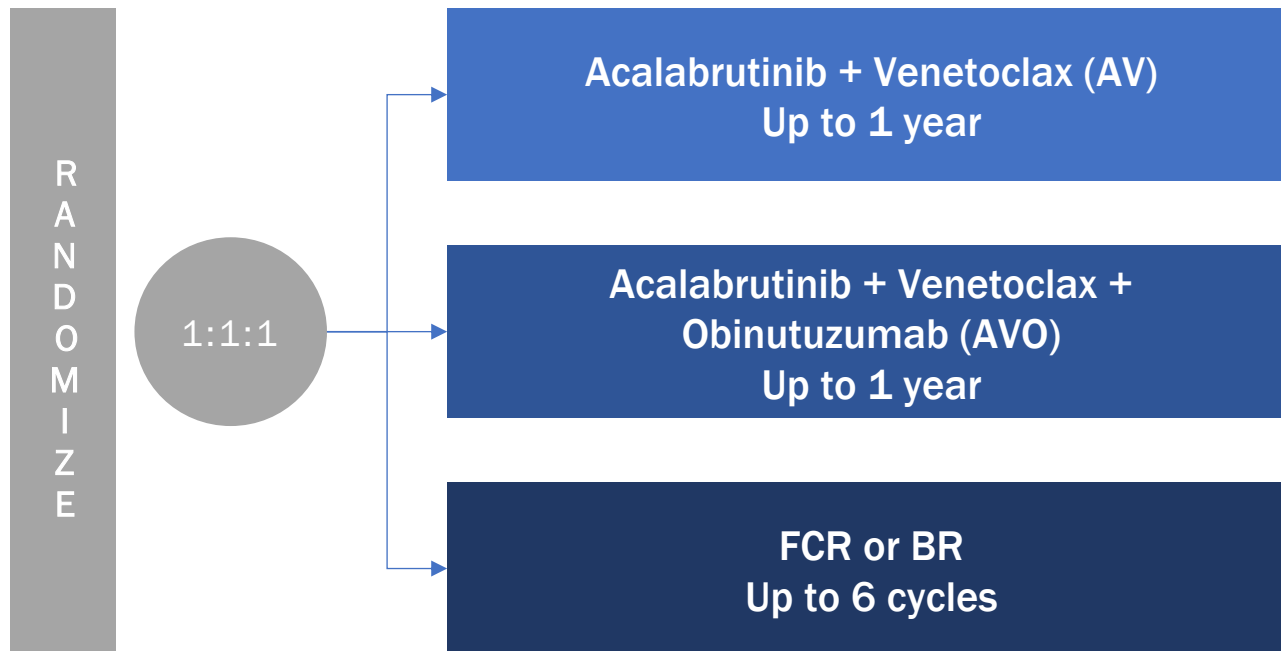 RANDOMIZE
1:1:1
Acalabrutinib + Venetoclax (AV)
Up to 1 year
Acalabrutinib + Venetoclax +
Obinutuzumab (AVO)
Up to 1 year
FCR or BR
Up to 6 cycles